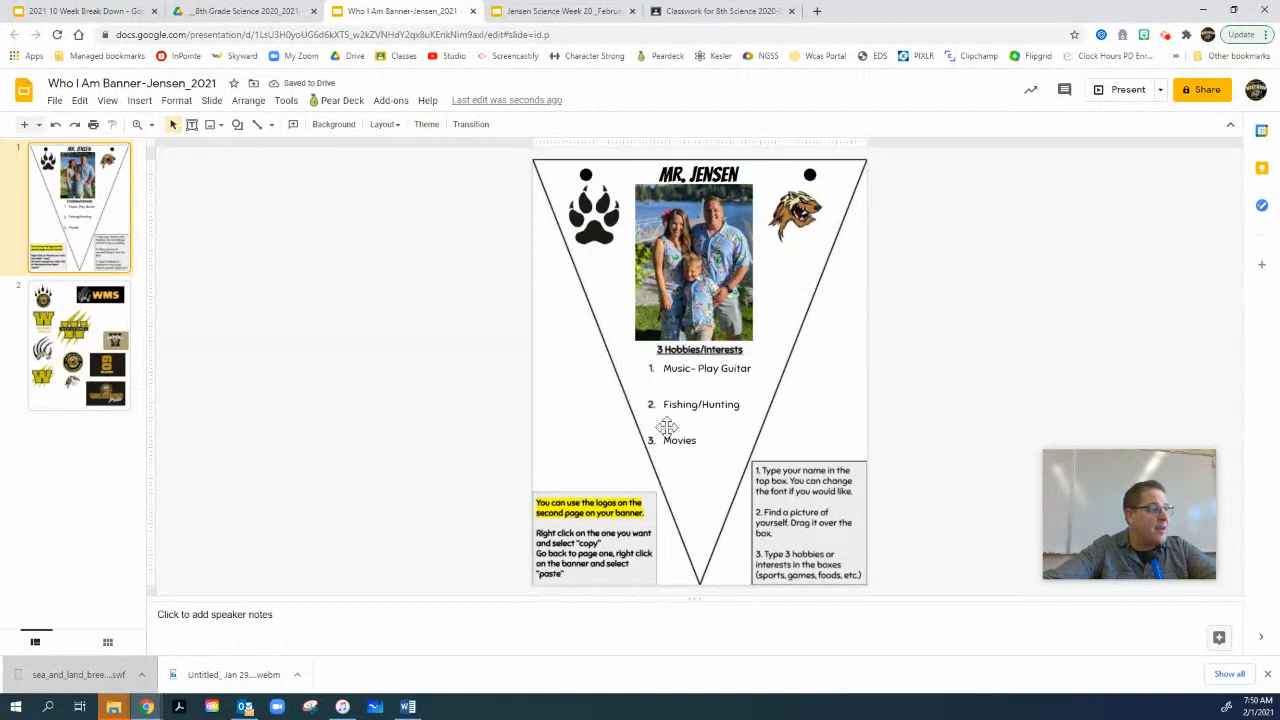 2021 10 Week Break Down - Go
8th Grade Science 2020_2021
Who I Am Banner-Jensen_2021
Jensen Science Week 20 _Februar
Classwork for Science 2020-
docs.google.com/presentation/d/1LsU3H0yoUG6d6kXTS_w2kZVNHdY2qx8uKEnkNim9axI/edit#slide=id.p
Update
Apps
Managed bookmarks
InPointe
Skyward
Classes
Studio
Screencastify
Character Strong
Peardeck
Kesler
NGSS
Wcas Portal
EDS
PIXLR
Clipchamp
Flipgrid
Clock Hours PD Enr...
Other bookmarks
Who I Am Banner-Jensen_2021
Saved to Drive
File Edit View Insert Format Slide Arrange Tools Pear Deck Add-ons Help Last edit was seconds ago
Present
Share
Background Layout Theme Transition
1
2
WMS
MR. JENSEN
3 Hobbies/Interests
1. Music- Play Guitar
2. Fishing/Hunting
3. Movies
You can use the logos on the
second page on your banner.
Right click on the one you want
and select "copy"
Go back to page one, right click
on the banner and select
"paste"
1. Type your name in the
top box. You can change
the font if you would like.
2. Find a picture of
yourself. Drag it over the
box.
3. Type 3 hobbies or
interests in the boxes
(sports, games, foods, etc.)
Click to add speaker notes
sea_and_land_bree....swf
Untitled_ Jan 29,....webm
Show all
7:50 AM
2/1/2021